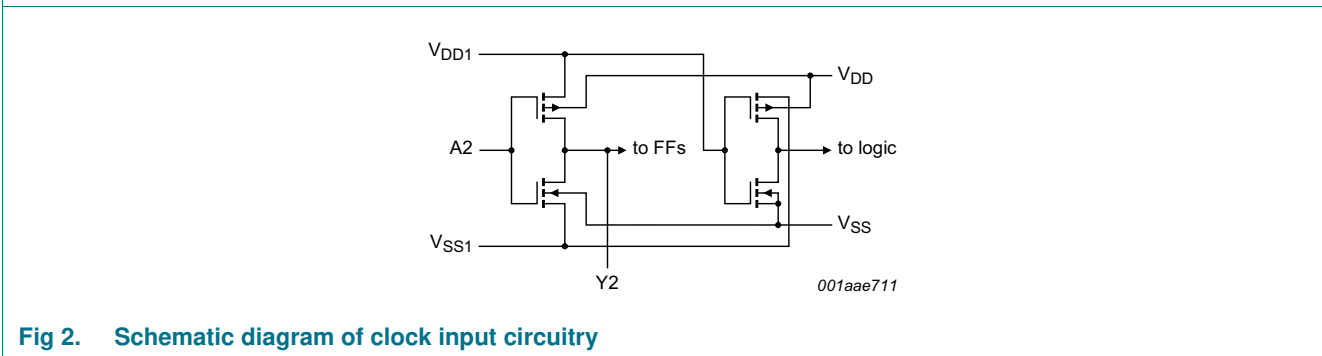 VDD1
VDD
A2
to FFs
to logic
VSS
VSS1
Y2
001aae711
Fig 2. Schematic diagram of clock input circuitry